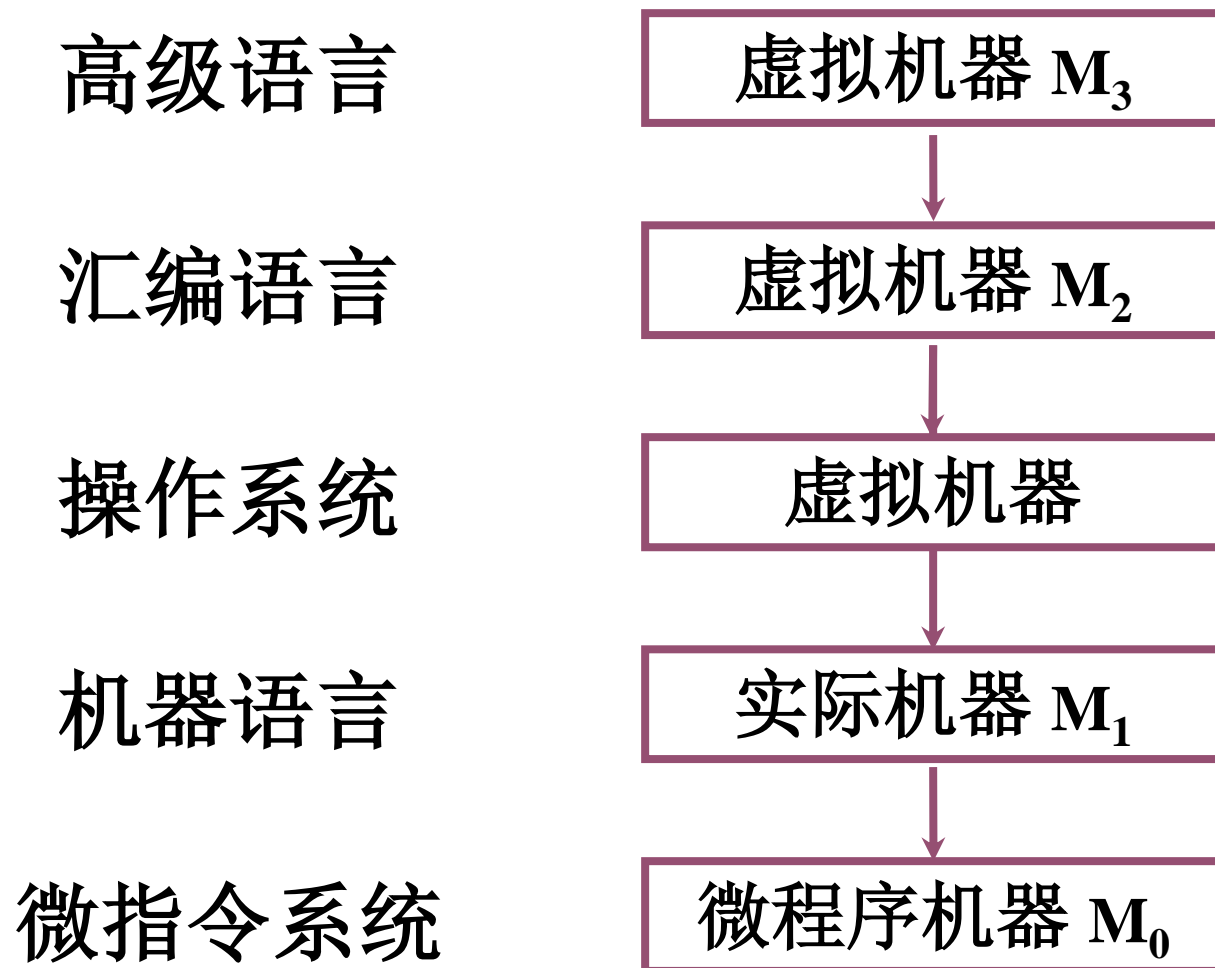 高级语言 虚拟机器 M₃
汇编语言 虚拟机器 M₂
操作系统 虚拟机器
机器语言 实际机器 M₁
微指令系统 微程序机器 M₀